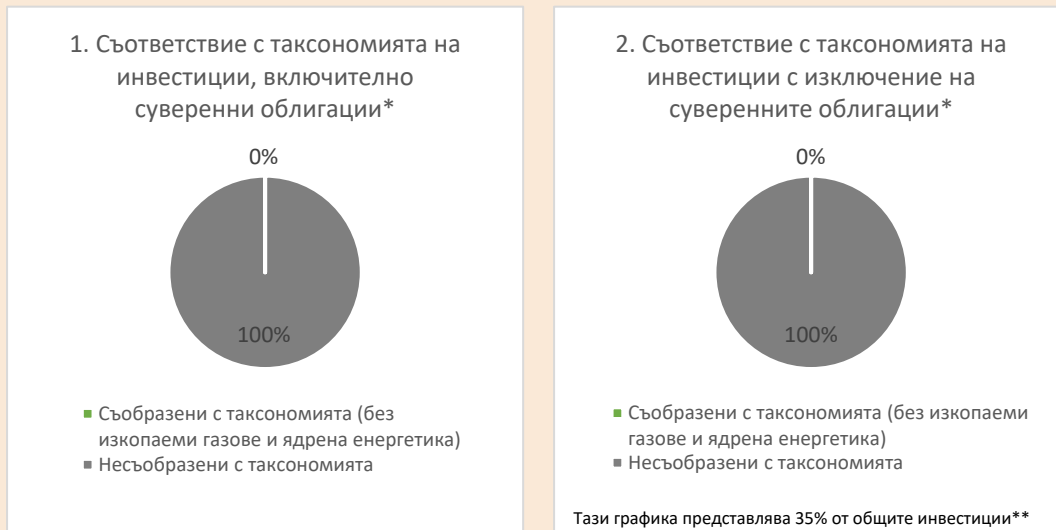 1. Съответствие с таксономията на
инвестиции, включително
суверенни облигации*
0%
100%
Съобразени с таксономията (без
изкопаеми газове и ядрена енергетика)
Несъобразени с таксономията
2. Съответствие с таксономията на
инвестиции с изключение на
суверенните облигации*
0%
100%
Съобразени с таксономията (без изкопаеми
газове и ядрена енергетика)
Несъобразени с таксономията
Тази графика представлява 35% от общите инвестиции**